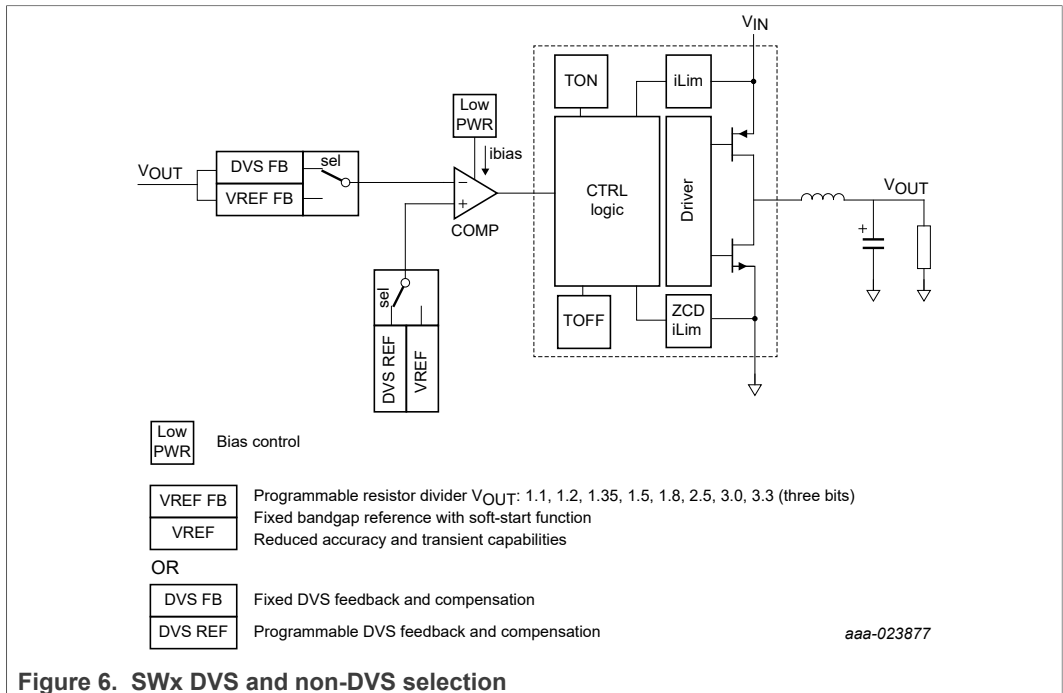 VIN
TON
iLim
Low
PWR
ibias
VOUT
DVS FB
sel
VREF FB
COMP
CTRL
logic
Driver
VOUT
sel
DVS REF
VREF
TOFF
ZCD
iLim
Low
PWR
Bias control
VREF FB
Programmable resistor divider VOUT: 1.1, 1.2, 1.35, 1.5, 1.8, 2.5, 3.0, 3.3 (three bits)
Fixed bandgap reference with soft-start function
VREF
Reduced accuracy and transient capabilities
OR
DVS FB
Fixed DVS feedback and compensation
DVS REF
Programmable DVS feedback and compensation
aaa-023877
Figure 6. SWx DVS and non-DVS selection